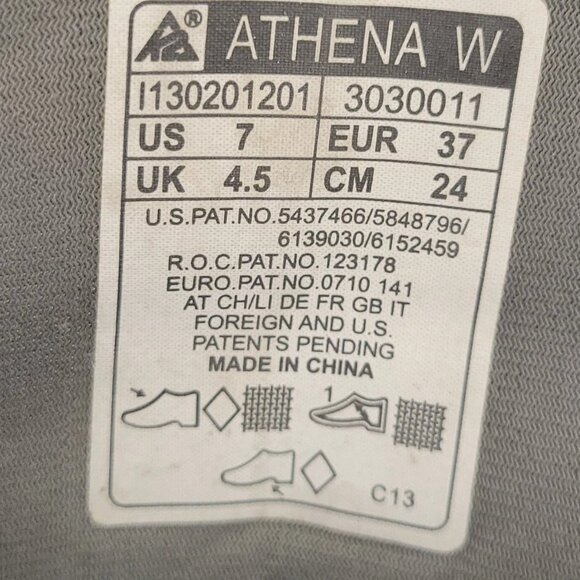 K2® ATHENA W
I130201201 3030011
US 7 EUR 37
UK 4.5 CM 24
U.S.PAT.NO.5437466/5848796/
6139030/6152459
R.O.C.PAT.NO.123178
EURO.PAT.NO.0710 141
AT CH/LI DE FR GB IT
FOREIGN AND U.S.
PATENTS PENDING
MADE IN CHINA
1
C13